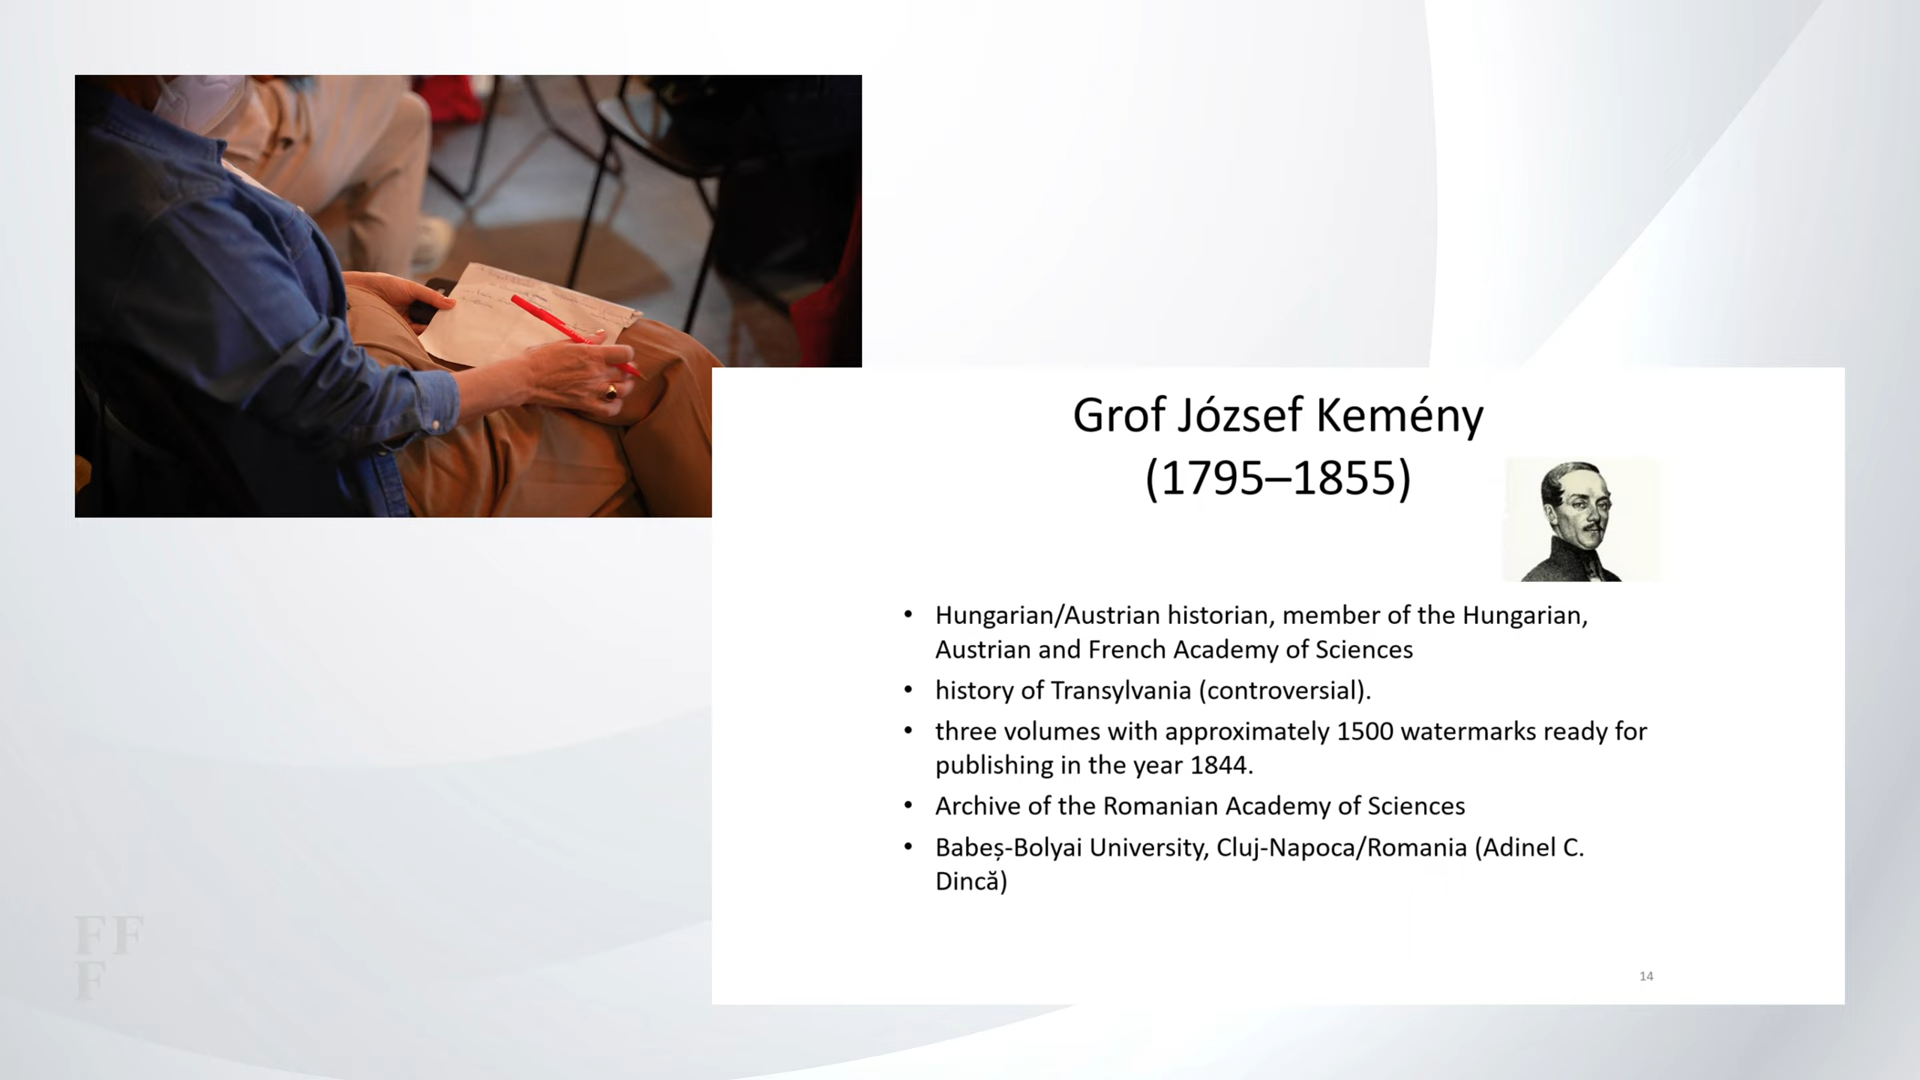 Grof József Kemény
(1795–1855)
• Hungarian/Austrian historian, member of the Hungarian,
Austrian and French Academy of Sciences
• history of Transylvania (controversial).
• three volumes with approximately 1500 watermarks ready for
publishing in the year 1844.
• Archive of the Romanian Academy of Sciences
• Babeș-Bolyai University, Cluj-Napoca/Romania (Adinel C.
Dincă)
14
FF
F